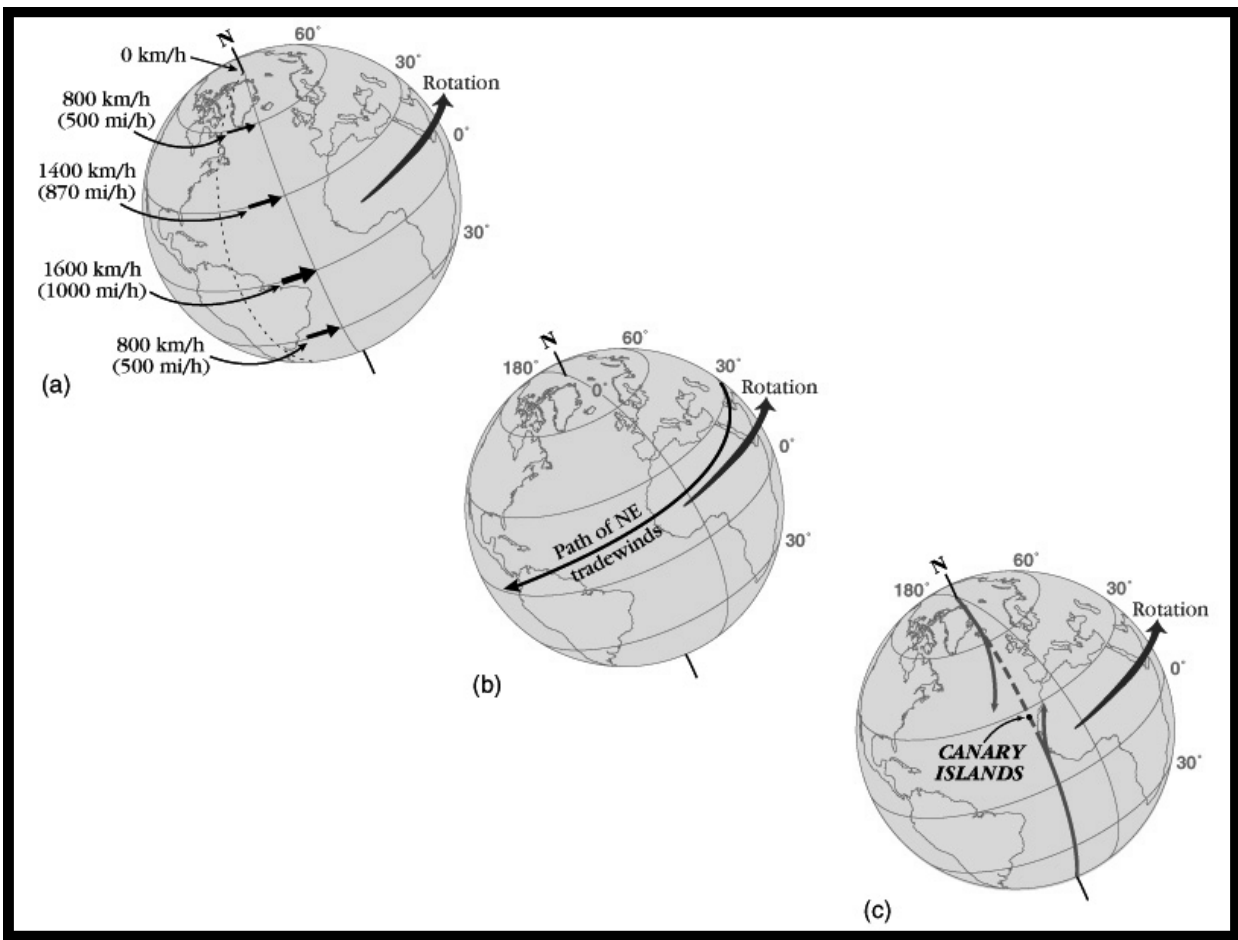 N
60°
0 km/h
30°
Rotation
800 km/h
(500 mi/h)
0°
1400 km/h
(870 mi/h)
30°
1600 km/h
(1000 mi/h)
800 km/h
(500 mi/h)
(a)
N
60°
180°
0°
30°
Rotation
0°
Path of NE
tradewinds
30°
(b)
N
60°
180°
30°
Rotation
0°
CANARY
ISLANDS
30°
(c)